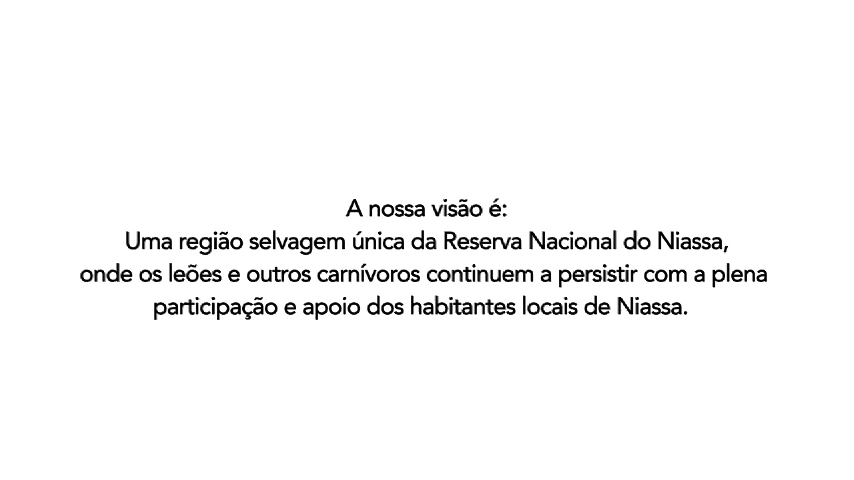 A nossa visão é:
Uma região selvagem única da Reserva Nacional do Niassa,
onde os leões e outros carnívoros continuem a persistir com a plena
participação e apoio dos habitantes locais de Niassa.